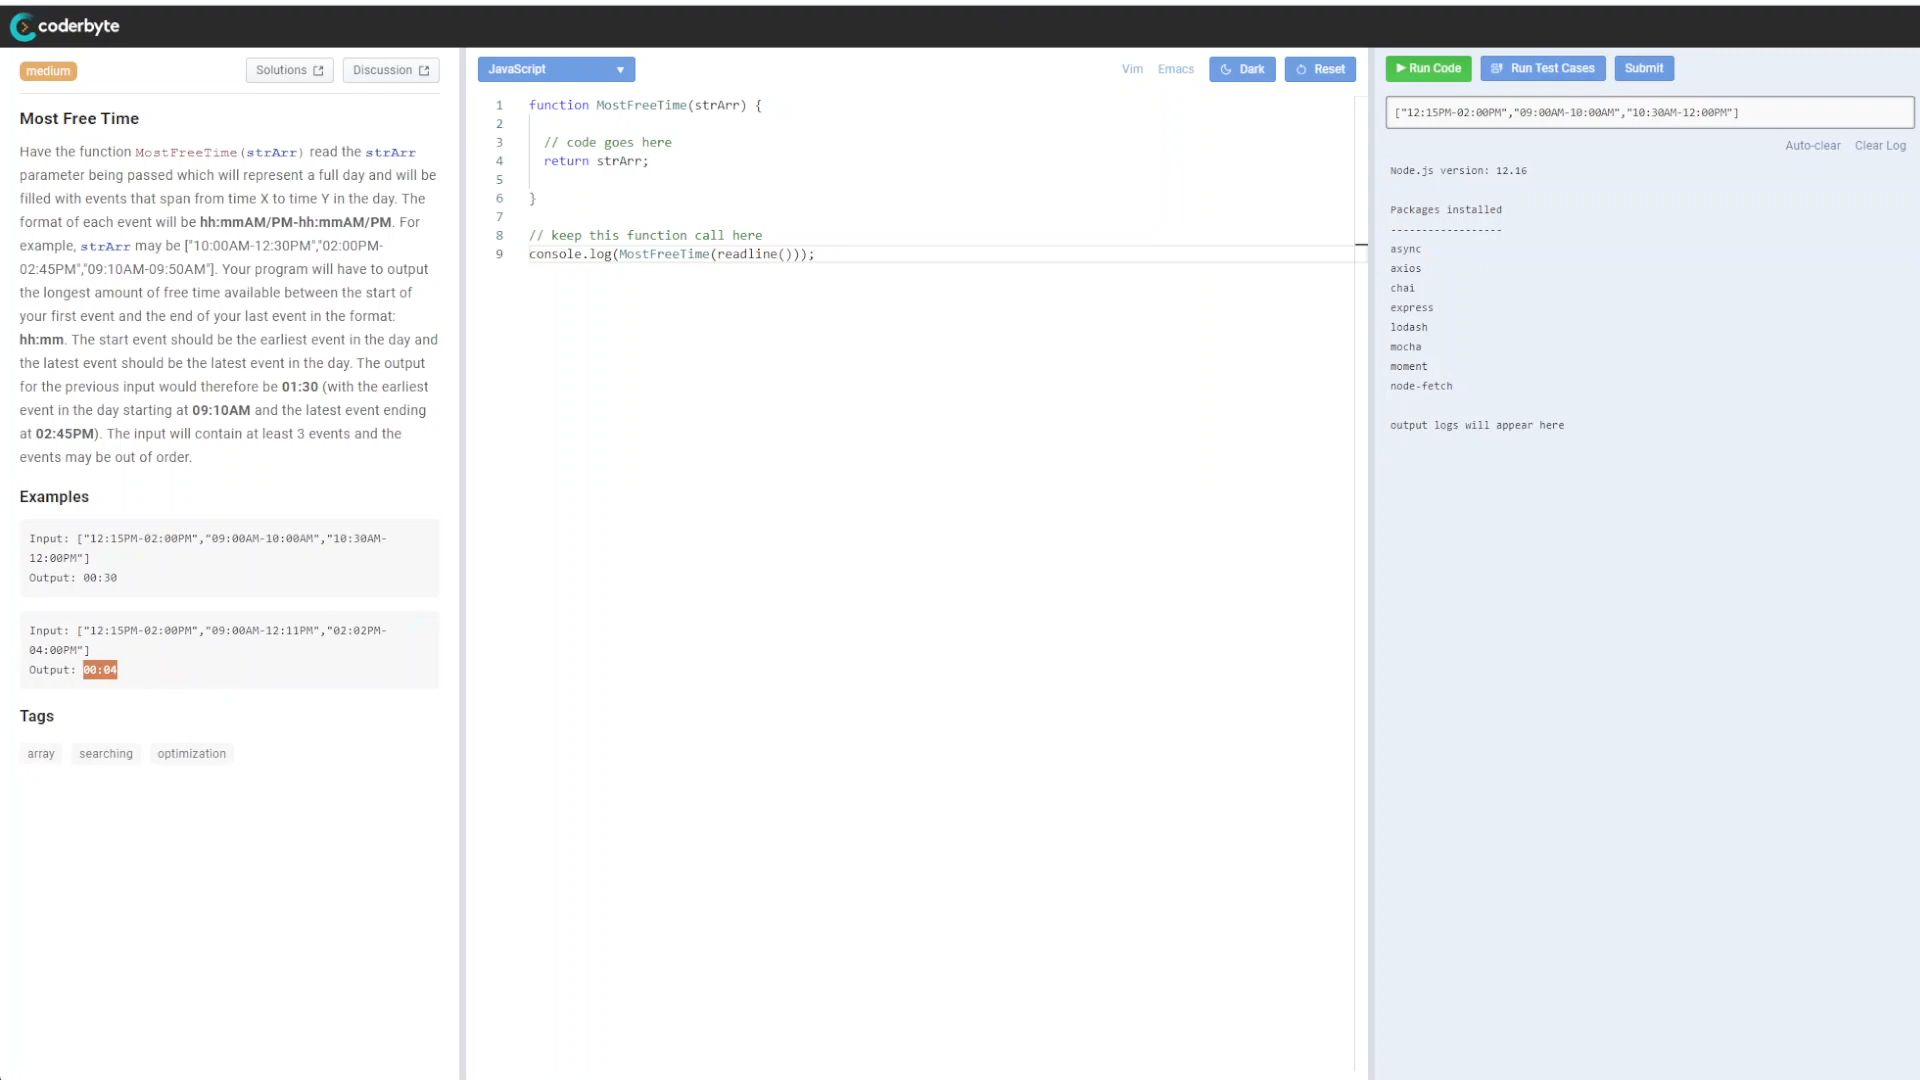 coderbyte
medium
Solutions
Discussion
Most Free Time
Have the function MostFreeTime(strArr) read the strArr
parameter being passed which will represent a full day and will be
filled with events that span from time X to time Y in the day. The
format of each event will be hh:mmAM/PM-hh:mmAM/PM. For
example, strArr may be ["10:00AM-12:30PM","02:00PM-
02:45PM","09:10AM-09:50AM"]. Your program will have to output
the longest amount of free time available between the start of
your first event and the end of your last event in the format:
hh:mm. The start event should be the earliest event in the day and
the latest event should be the latest event in the day. The output
for the previous input would therefore be 01:30 (with the earliest
event in the day starting at 09:10AM and the latest event ending
at 02:45PM). The input will contain at least 3 events and the
events may be out of order.
Examples
Input: ["12:15PM-02:00PM","09:00AM-10:00AM","10:30AM-
12:00PM"]
Output: 00:30
Input: ["12:15PM-02:00PM","09:00AM-12:11PM","02:02PM-
04:00PM"]
Output: 00:04
Tags
array searching optimization
JavaScript
Vim Emacs Dark Reset
1 function MostFreeTime(strArr) {
2
3 // code goes here
4 return strArr;
5
6 }
7
8 // keep this function call here
9 console.log(MostFreeTime(readline()));
Run Code Run Test Cases Submit
["12:15PM-02:00PM","09:00AM-10:00AM","10:30AM-12:00PM"]
Auto-clear Clear Log
Node.js version: 12.16
Packages installed
------------------
async
axios
chai
express
lodash
mocha
moment
node-fetch
output logs will appear here